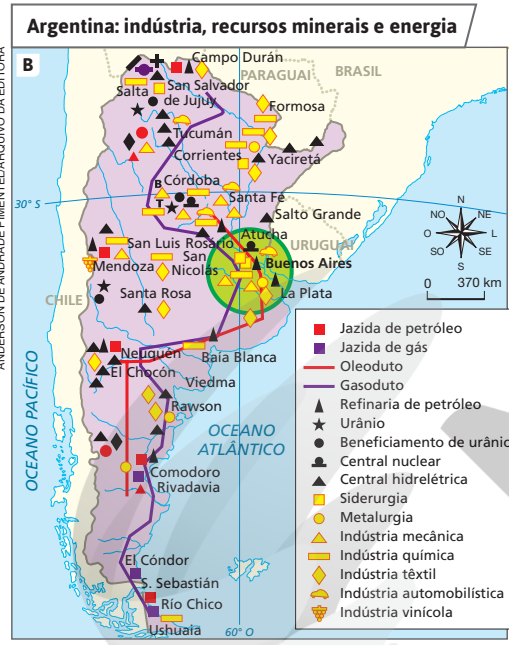 Argentina: indústria, recursos minerais e energia
B
ANDERSON DE ANDRADE PIMENTEL/ARQUIVO DA EDITORA
Campo Durán
PARAGUAI
BRASIL
Salta
San Salvador
de Jujuy
Formosa
Tucumán
Corrientes
Yaciretá
30° S
B
Córdoba
T
Santa Fé
Salto Grande
San Luis
Rosário
Atucha
URUGUAI
Mendoza
San
Nicolas
Buenos Aires
CHILE
Santa Rosa
La Plata
N
NO
NE
O
L
SO
SE
S
0 370 km
OCEANO PACÍFICO
Neuquén
Baia Blanca
El Chocón
Viedma
Rawson
OCEANO
ATLÂNTICO
Comodoro
Rivadavia
El Cóndor
S. Sebastián
Río Chico
Ushuaia
60° O
Jazida de petróleo
Jazida de gás
Oleoduto
Gasoduto
Refinaria de petróleo
Urânio
Beneficiamento de urânio
Central nuclear
Central hidrelétrica
Siderurgia
Metalurgia
Indústria mecânica
Indústria química
Indústria têxtil
Indústria automobilística
Indústria vinícola